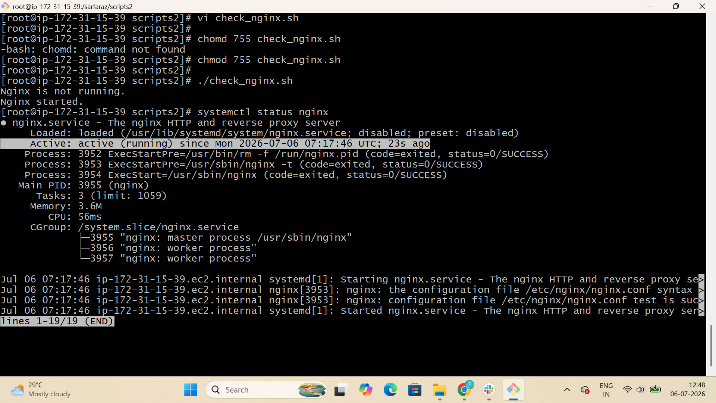 root@ip-172-31-15-39:/sarfaraz/scripts2
[root@ip-172-31-15-39 scripts2]# vi check_nginx.sh
[root@ip-172-31-15-39 scripts2]#
[root@ip-172-31-15-39 scripts2]# chomd 755 check_nginx.sh
-bash: chomd: command not found
[root@ip-172-31-15-39 scripts2]# chmod 755 check_nginx.sh
[root@ip-172-31-15-39 scripts2]#
[root@ip-172-31-15-39 scripts2]# ./check_nginx.sh
Nginx is not running.
Nginx started.
[root@ip-172-31-15-39 scripts2]# systemctl status nginx
● nginx.service - The nginx HTTP and reverse proxy server
Loaded: loaded (/usr/lib/systemd/system/nginx.service; disabled; preset: disabled)
Active: active (running) since Mon 2026-07-06 07:17:46 UTC; 23s ago
Process: 3952 ExecStartPre=/usr/bin/rm -f /run/nginx.pid (code=exited, status=0/SUCCESS)
Process: 3953 ExecStartPre=/usr/sbin/nginx -t (code=exited, status=0/SUCCESS)
Process: 3954 ExecStart=/usr/sbin/nginx (code=exited, status=0/SUCCESS)
Main PID: 3955 (nginx)
Tasks: 3 (limit: 1059)
Memory: 3.6M
CPU: 56ms
CGroup: /system.slice/nginx.service
├─3955 "nginx: master process /usr/sbin/nginx"
├─3956 "nginx: worker process"
└─3957 "nginx: worker process"
Jul 06 07:17:46 ip-172-31-15-39.ec2.internal systemd[1]: Starting nginx.service - The nginx HTTP and reverse proxy se>
Jul 06 07:17:46 ip-172-31-15-39.ec2.internal nginx[3953]: nginx: the configuration file /etc/nginx/nginx.conf syntax >
Jul 06 07:17:46 ip-172-31-15-39.ec2.internal nginx[3953]: nginx: configuration file /etc/nginx/nginx.conf test is suc>
Jul 06 07:17:46 ip-172-31-15-39.ec2.internal systemd[1]: Started nginx.service - The nginx HTTP and reverse proxy ser>
lines 1-19/19 (END)
29°C
Mostly cloudy
Search
ENG
IN
12:48
06-07-2026